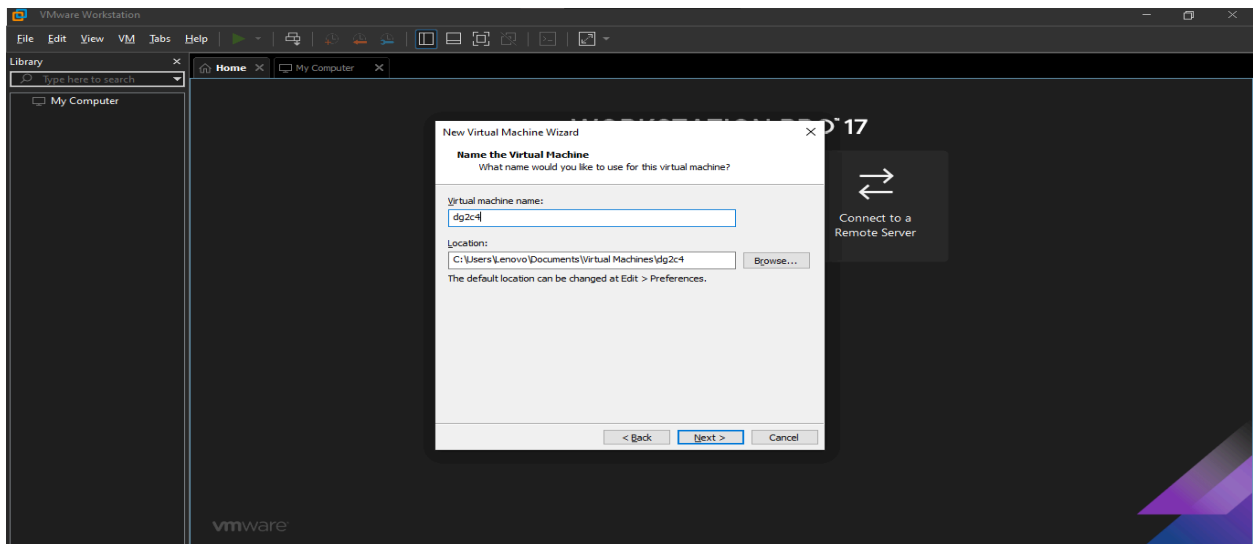 VMware Workstation
File Edit View VM Tabs Help
Library
Type here to search
My Computer
Home
My Computer
17
New Virtual Machine Wizard
Name the Virtual Machine
What name would you like to use for this virtual machine?
Virtual machine name:
dg2c4
Location:
C:\Users\Lenovo\Documents\Virtual Machines\dg2c4
Browse...
The default location can be changed at Edit > Preferences.
< Back Next > Cancel
Connect to a
Remote Server
vmware